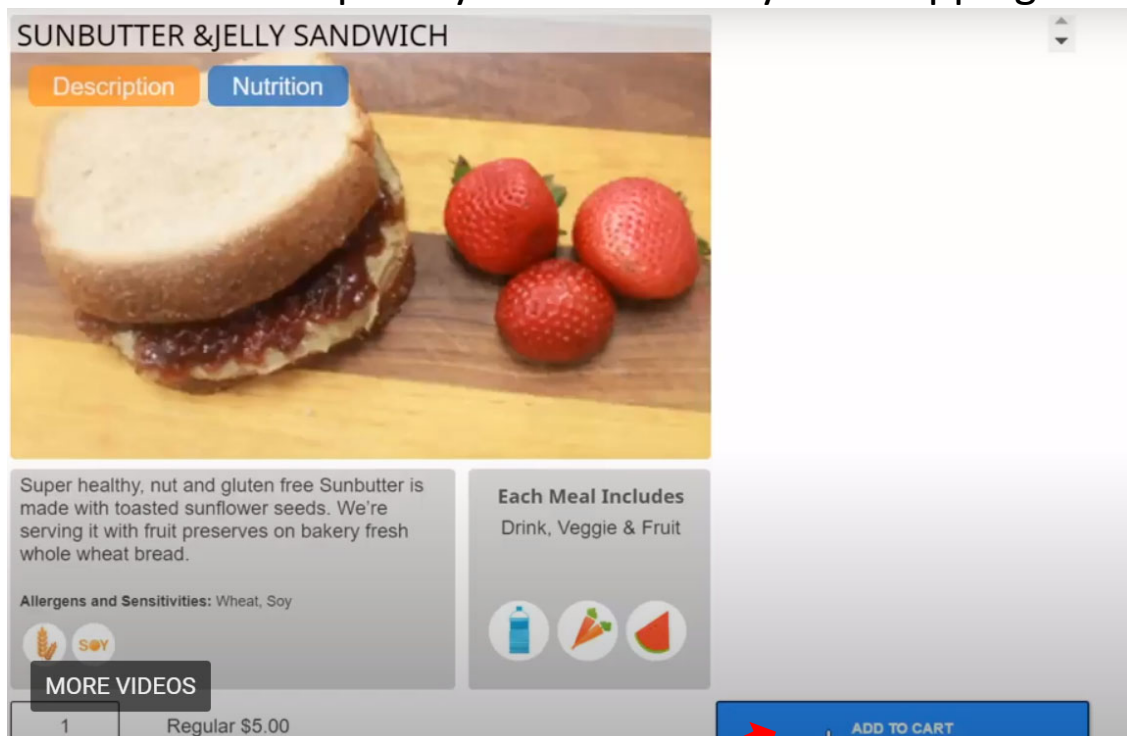 SUNBUTTER &JELLY SANDWICH
Description Nutrition
Super healthy, nut and gluten free Sunbutter is
made with toasted sunflower seeds. We're
serving it with fruit preserves on bakery fresh
whole wheat bread.
Allergens and Sensitivities: Wheat, Soy
SOY
Each Meal Includes
Drink, Veggie & Fruit
MORE VIDEOS
1 Regular $5.00
ADD TO CART